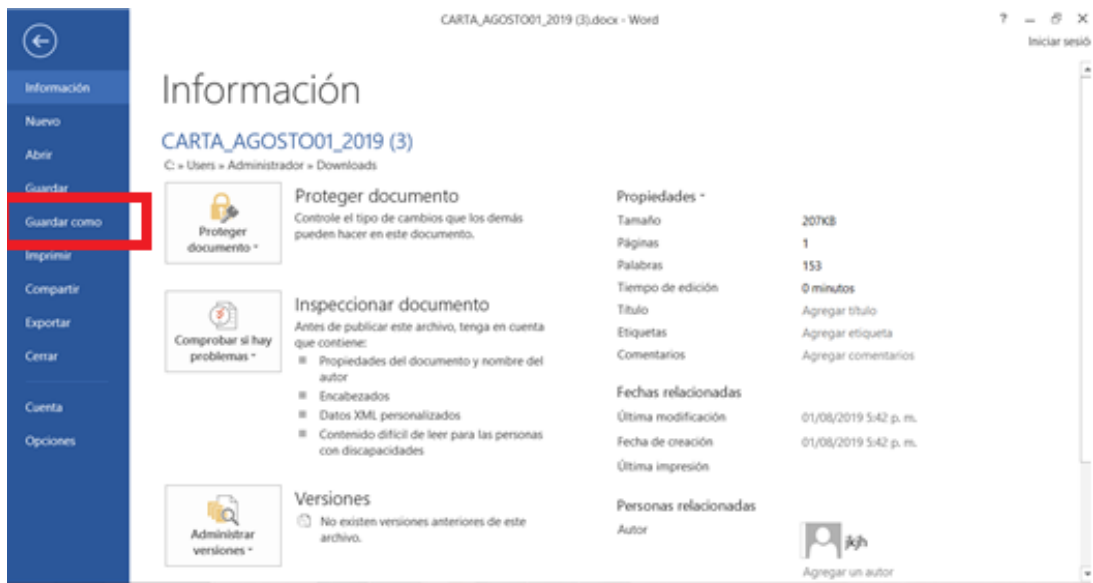 CARTA_AGOSTO01_2019 (3).docx - Word
?
Iniciar sesió
Información
Nuevo
Abrir
Guardar
Guardar como
Imprimir
Compartir
Exportar
Cerrar
Cuenta
Opciones
Información
CARTA_AGOSTO01_2019 (3)
C: » Users » Administrador » Downloads
Proteger
documento
Proteger documento
Controle el tipo de cambios que los demás
pueden hacer en este documento.
Comprobar si hay
problemas
Inspeccionar documento
Antes de publicar este archivo, tenga en cuenta
que contiene:
Propiedades del documento y nombre del
autor
Encabezados
Datos XML personalizados
Contenido difícil de leer para las personas
con discapacidades
Administrar
versiones
Versiones
No existen versiones anteriores de este
archivo.
Propiedades
Tamaño 207KB
Páginas 1
Palabras 153
Tiempo de edición 0 minutos
Título Agregar título
Etiquetas Agregar etiqueta
Comentarios Agregar comentarios
Fechas relacionadas
Última modificación 01/08/2019 5:42 p. m.
Fecha de creación 01/08/2019 5:42 p. m.
Última impresión
Personas relacionadas
Autor jkjh
Agregar un autor